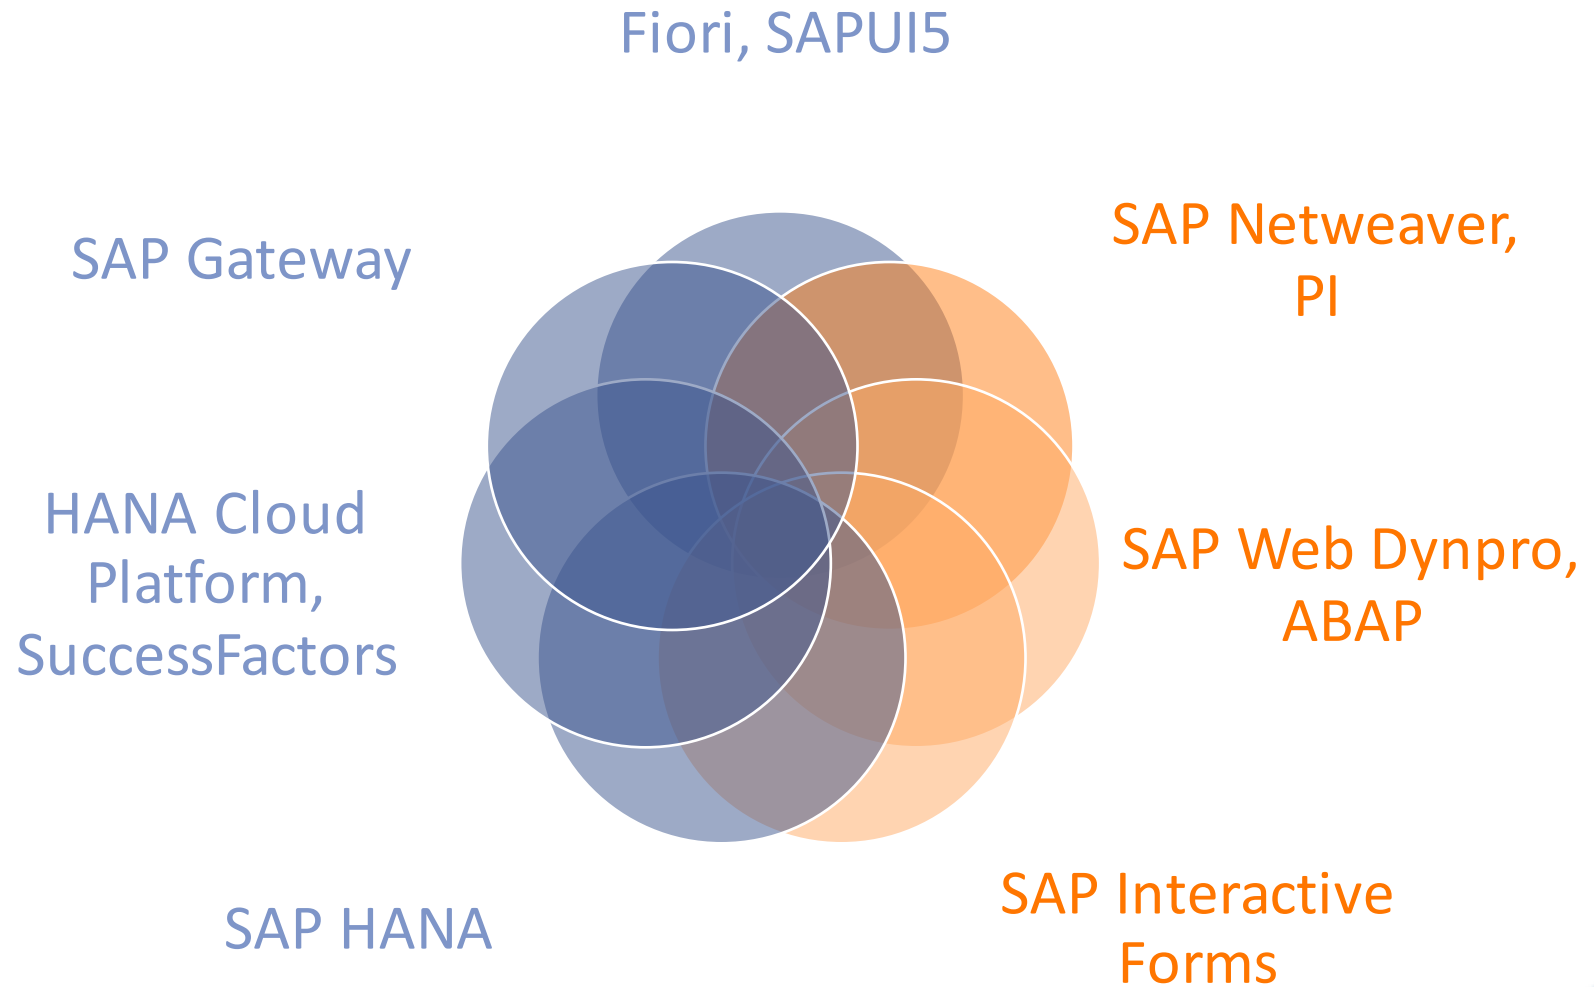 Fiori, SAPUI5
SAP Gateway
SAP Netweaver,
PI
HANA Cloud
Platform,
SuccessFactors
SAP Web Dynpro,
ABAP
SAP HANA
SAP Interactive
Forms